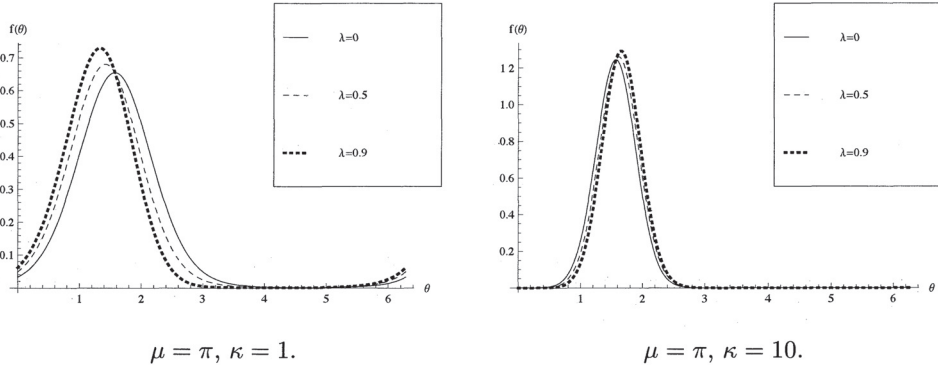 f(θ)
λ=0
λ=0.5
λ=0.9
0.7
0.6
0.5
0.4
0.3
0.2
0.1
1 2 3 4 5 6 θ
μ = π, κ = 1.
f(θ)
λ=0
λ=0.5
λ=0.9
1 2
1.0
0.8
0.6
0.4
0.2
1 2 3 4 5 6 θ
μ = π, κ = 10.